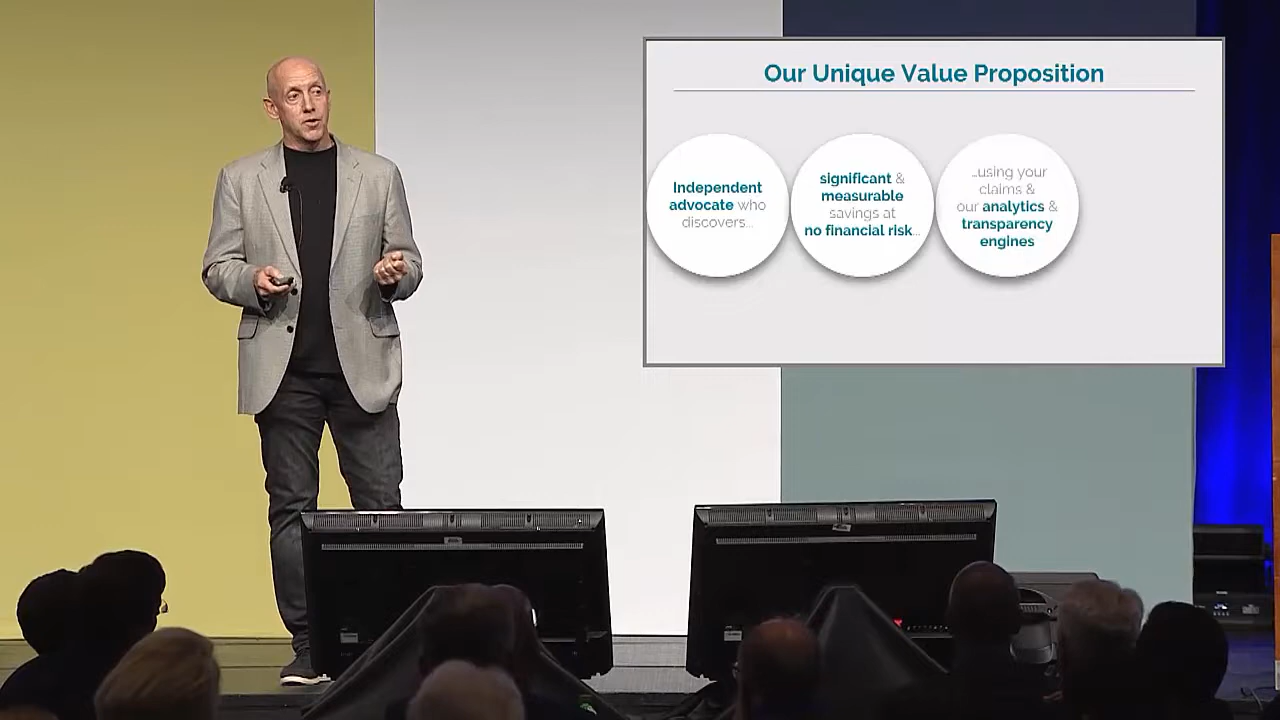 Our Unique Value Proposition
Independent
advocate who
discovers...
significant &
measurable
savings at
no financial risk...
...using your
claims &
our analytics &
transparency
engines